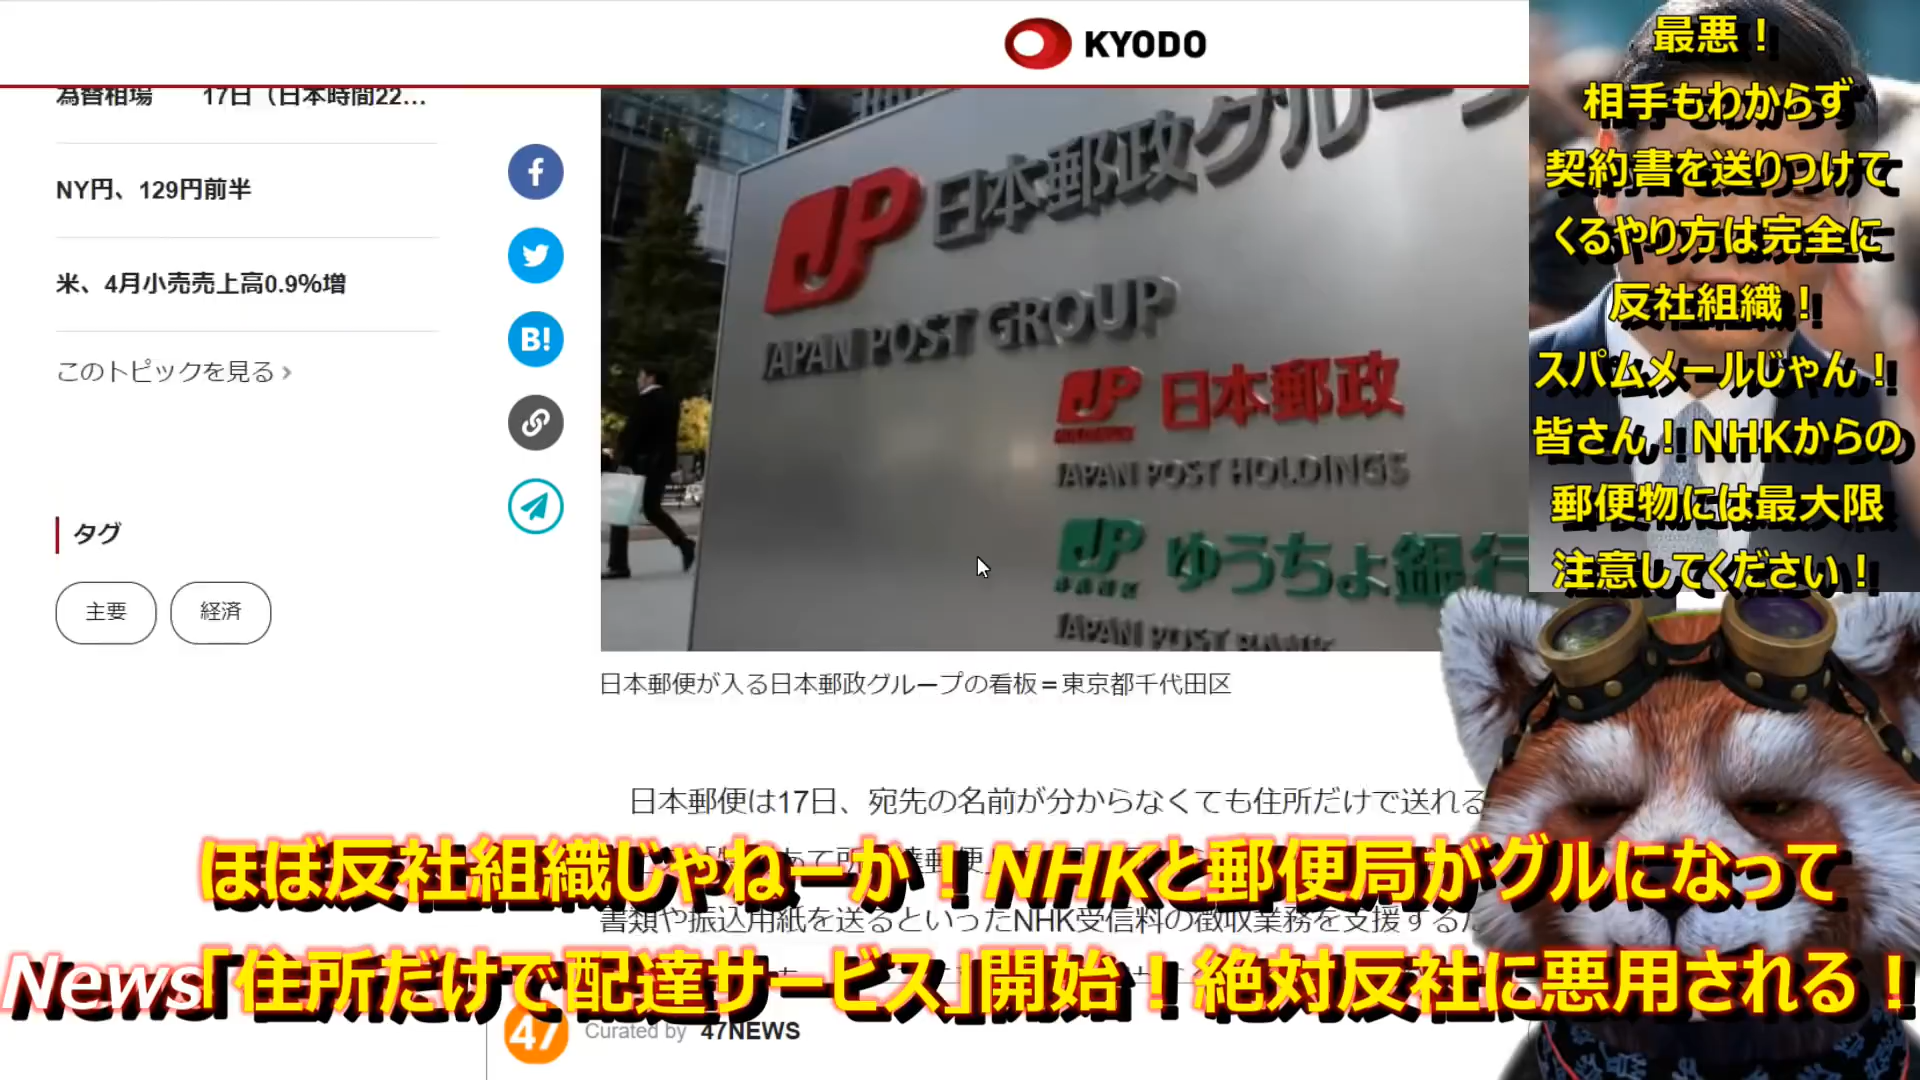 KYODO
為替相場 17日（日本時間22…
NY円、129円前半
米、4月小売売上高0.9%増
このトピックを見る
タグ
主要
経済
f
B!
JP 日本郵政グループ
JAPAN POST GROUP
JP 日本郵政
HOLDINGS
JAPAN POST HOLDINGS
JP ゆうちょ銀行
BANK
JAPAN POST BANK
日本郵便が入る日本郵政グループの看板＝東京都千代田区
日本郵便は17日、宛先の名前が分からなくても住所だけで送れる
書類や振込用紙を送るといったNHK受信料の徴収業務を支援するた
47
Curated by 47NEWS
最悪！
相手もわからず
契約書を送りつけて
くるやり方は完全に
反社組織！
スパムメールじゃん！
皆さん！NHKからの
郵便物には最大限
注意してください！
ほぼ反社組織じゃねーか！NHKと郵便局がグルになって
News「住所だけで配達サービス」開始！絶対反社に悪用される！